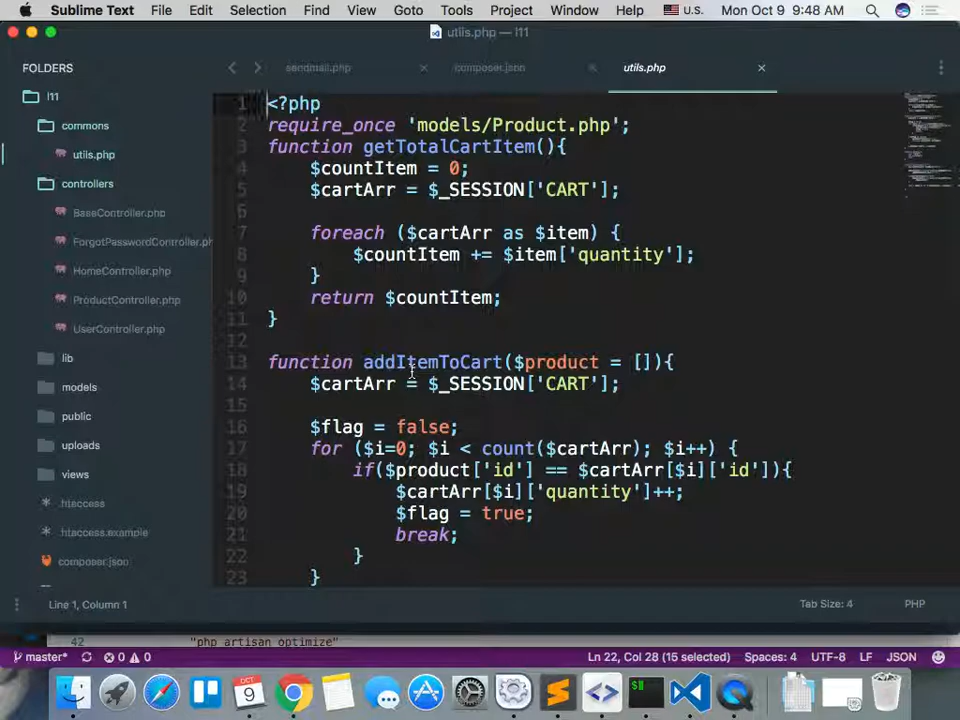 Sublime Text File Edit Selection Find View Goto Tools Project Window Help U.S. Mon Oct 9 9:48 AM
utils.php — l11
FOLDERS
l11
commons
utils.php
controllers
BaseController.php
ForgotPasswordController.ph
HomeController.php
ProductController.php
UserController.php
lib
models
public
uploads
views
.htaccess
.htaccess.example
composer.json
sendmail.php composer.json utils.php
1 <?php
2 require_once 'models/Product.php';
3 function getTotalCartItem(){
4 $countItem = 0;
5 $cartArr = $_SESSION['CART'];
6
7 foreach ($cartArr as $item) {
8 $countItem += $item['quantity'];
9 }
10 return $countItem;
11 }
12
13 function addItemToCart($product = []){
14 $cartArr = $_SESSION['CART'];
15
16 $flag = false;
17 for ($i=0; $i < count($cartArr); $i++) {
18 if($product['id'] == $cartArr[$i]['id']){
19 $cartArr[$i]['quantity']++;
20 $flag = true;
21 break;
22 }
23 }
Line 1, Column 1 Tab Size: 4 PHP
42 "php artisan optimize"
master* 0 0 Ln 22, Col 28 (15 selected) Spaces: 4 UTF-8 LF JSON
9